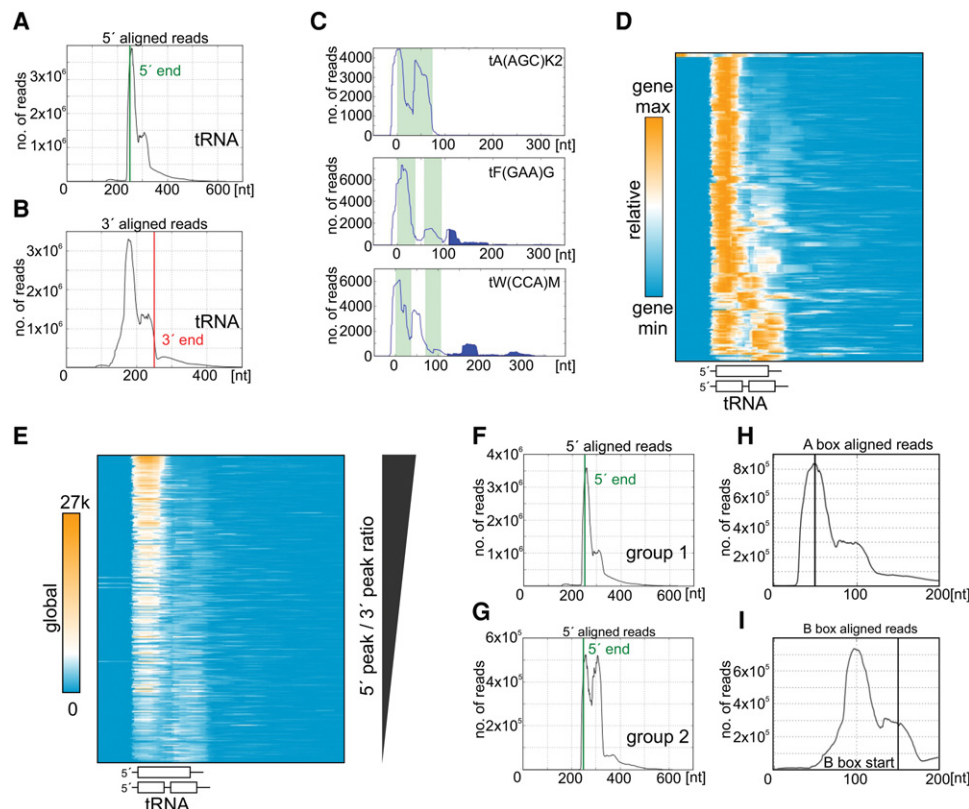 A
5´ aligned reads
no. of reads
3x10⁶
2x10⁶
1x10⁶
5´ end
tRNA
0 200 400 600 [nt]
B
3´ aligned reads
no. of reads
3x10⁶
2x10⁶
1x10⁶
tRNA
3´ end
0 200 400 [nt]
C
no. of reads
4000
3000
2000
1000
0
tA(AGC)K2
0 100 200 300 [nt]
no. of reads
6000
4000
2000
0
tF(GAA)G
0 100 200 300 [nt]
no. of reads
8000
6000
4000
2000
0
tW(CCA)M
0 100 200 300 [nt]
D
gene max
relative
gene min
5´
5´
tRNA
E
27k
global
0
5´ peak / 3´ peak ratio
5´
5´
tRNA
F
5´ aligned reads
no. of reads
4x10⁶
3x10⁶
2x10⁶
1x10⁶
5´ end
group 1
0 200 400 600 [nt]
G
5´ aligned reads
no. of reads
6x10⁵
4x10⁵
2x10⁵
5´ end
group 2
0 200 400 600 [nt]
H
A box aligned reads
no. of reads
8x10⁵
6x10⁵
4x10⁵
2x10⁵
0 100 200 [nt]
I
B box aligned reads
no. of reads
6x10⁵
4x10⁵
2x10⁵
B box start
0 100 200 [nt]